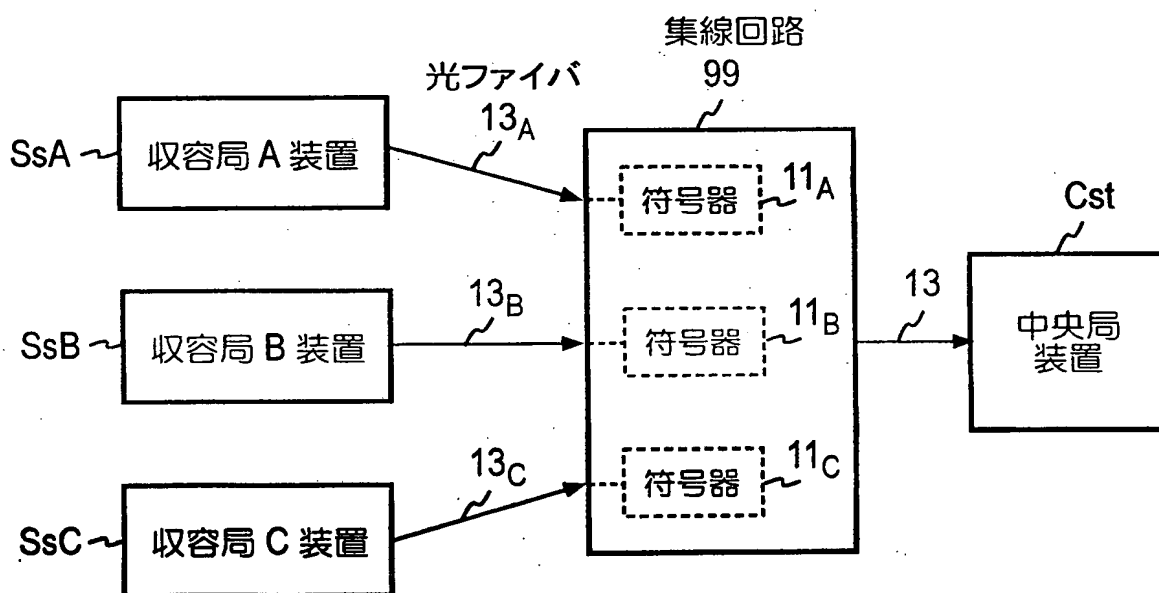 集線回路
99
光ファイバ
13A
SsA
収容局 A 装置
符号器
11A
Cst
13B
SsB
収容局 B 装置
符号器
11B
13
中央局
装置
13C
SsC
収容局 C 装置
符号器
11C